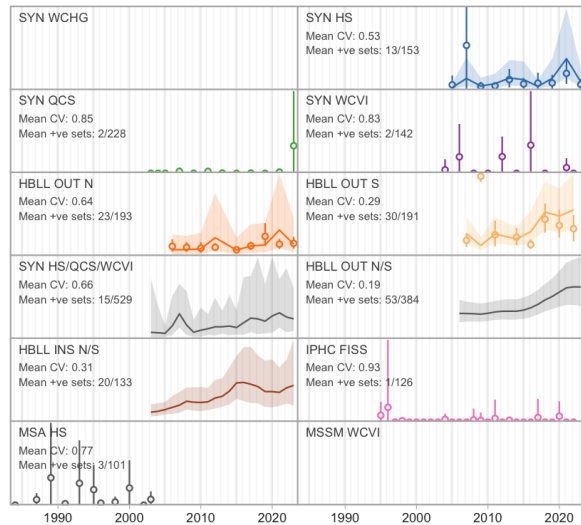 SYN WCHG
SYN HS
Mean CV: 0.53
Mean +ve sets: 13/153
SYN QCS
Mean CV: 0.85
Mean +ve sets: 2/228
SYN WCVI
Mean CV: 0.83
Mean +ve sets: 2/142
HBLL OUT N
Mean CV: 0.64
Mean +ve sets: 23/193
HBLL OUT S
Mean CV: 0.29
Mean +ve sets: 30/191
SYN HS/QCS/WCVI
Mean CV: 0.66
Mean +ve sets: 15/529
HBLL OUT N/S
Mean CV: 0.19
Mean +ve sets: 53/384
HBLL INS N/S
Mean CV: 0.31
Mean +ve sets: 20/133
IPHC FISS
Mean CV: 0.93
Mean +ve sets: 1/126
MSA HS
Mean CV: 0.77
Mean +ve sets: 3/101
MSSM WCVI
1990 2000 2010 2020 1990 2000 2010 2020